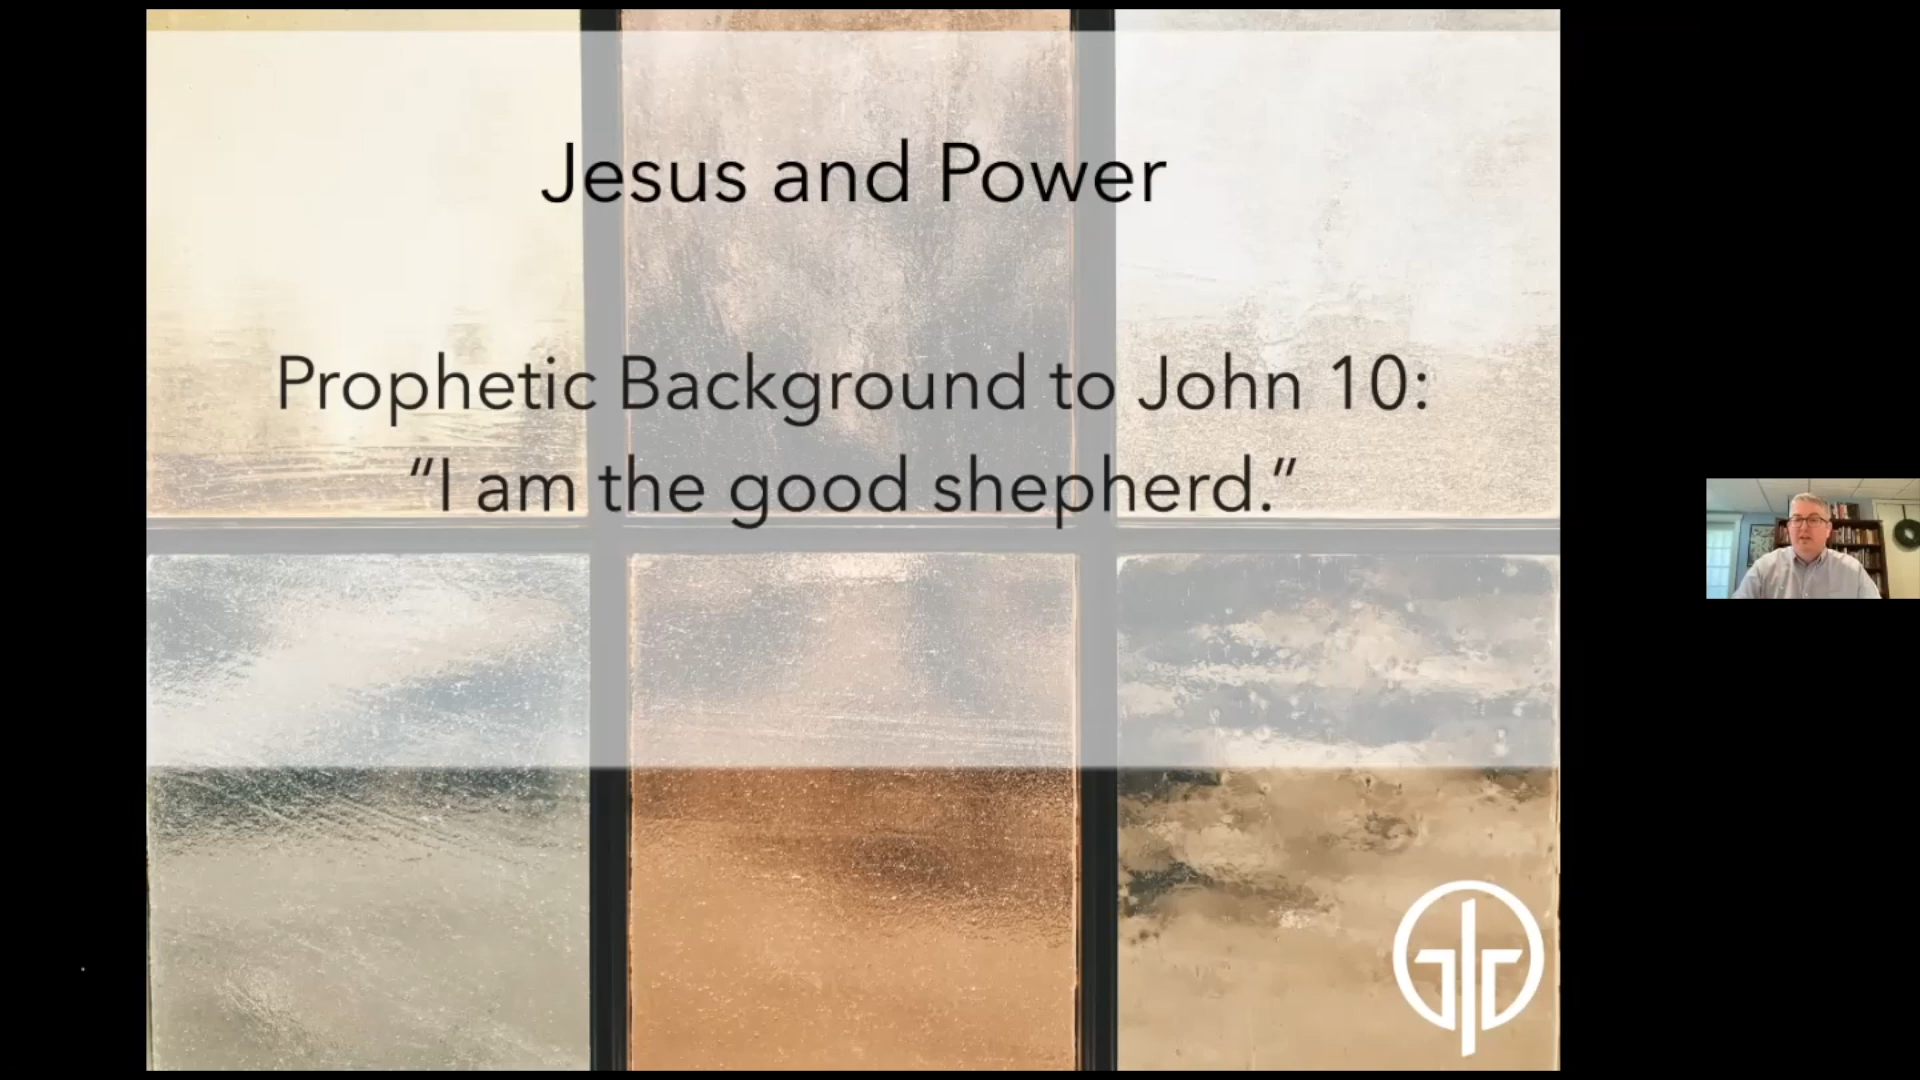 Jesus and Power
Prophetic Background to John 10:
“I am the good shepherd.”